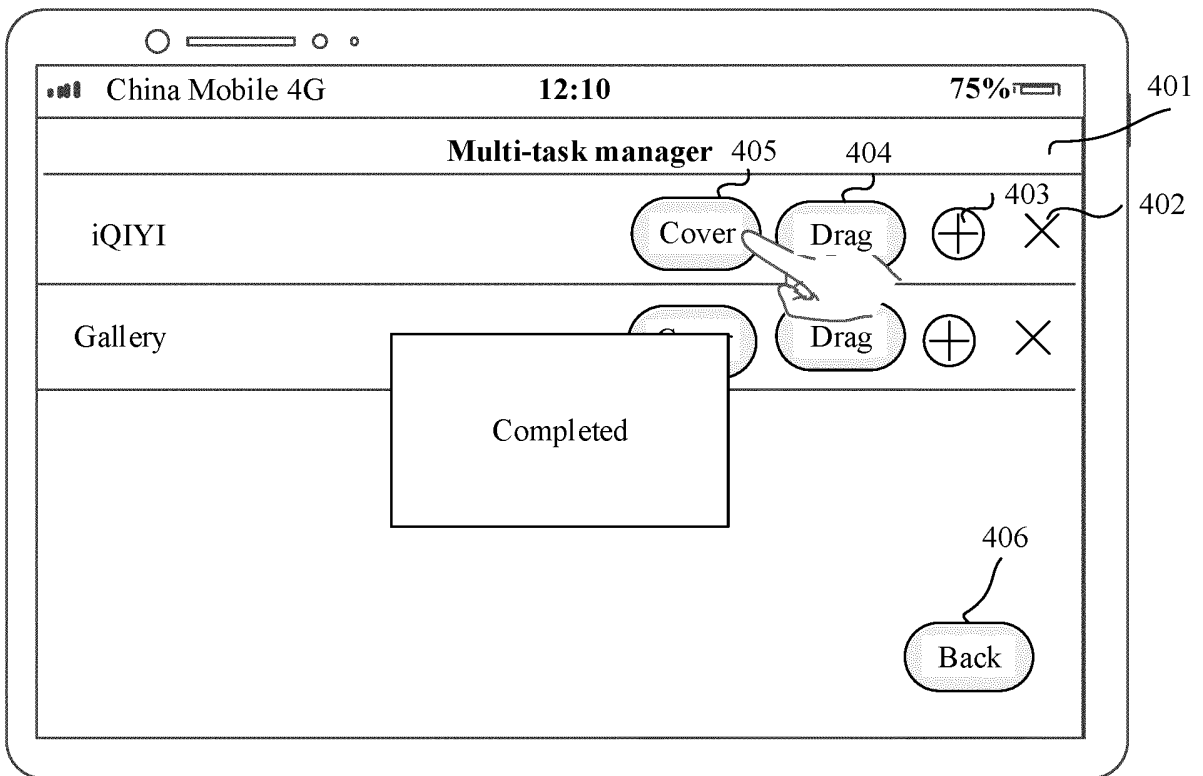 China Mobile 4G 12:10 75% 401
Multi-task manager 405 404
403 402
iQIYI Cover Drag
Gallery Drag
Completed
406
Back